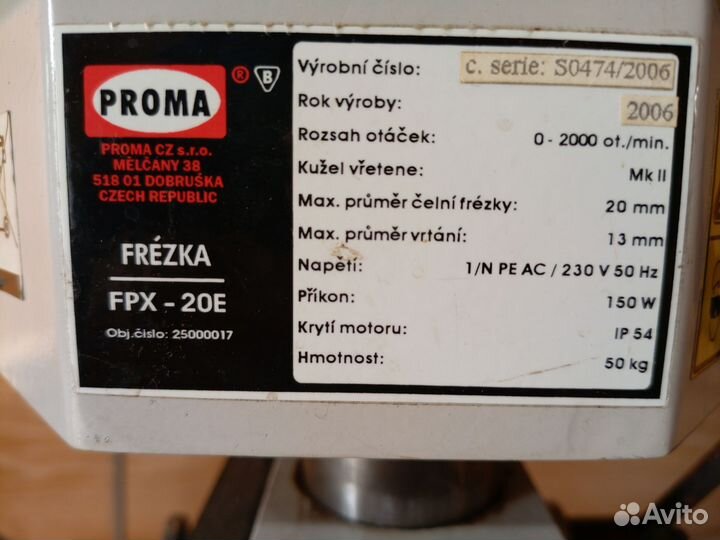 PROMA
®
B
PROMA CZ s.r.o.
MĚLČANY 38
518 01 DOBRUŠKA
CZECH REPUBLIC
FRÉZKA
FPX - 20E
Obj.číslo: 25000017
Výrobní číslo: c. serie: S0474/2006
Rok výroby: 2006
Rozsah otáček: 0 - 2000 ot./min.
Kužel vřetene: Mk II
Max. průměr čelní frézky: 20 mm
Max. průměr vrtání: 13 mm
Napětí: 1/N PE AC / 230 V 50 Hz
Příkon: 150 W
Krytí motoru: IP 54
Hmotnost: 50 kg
Avito